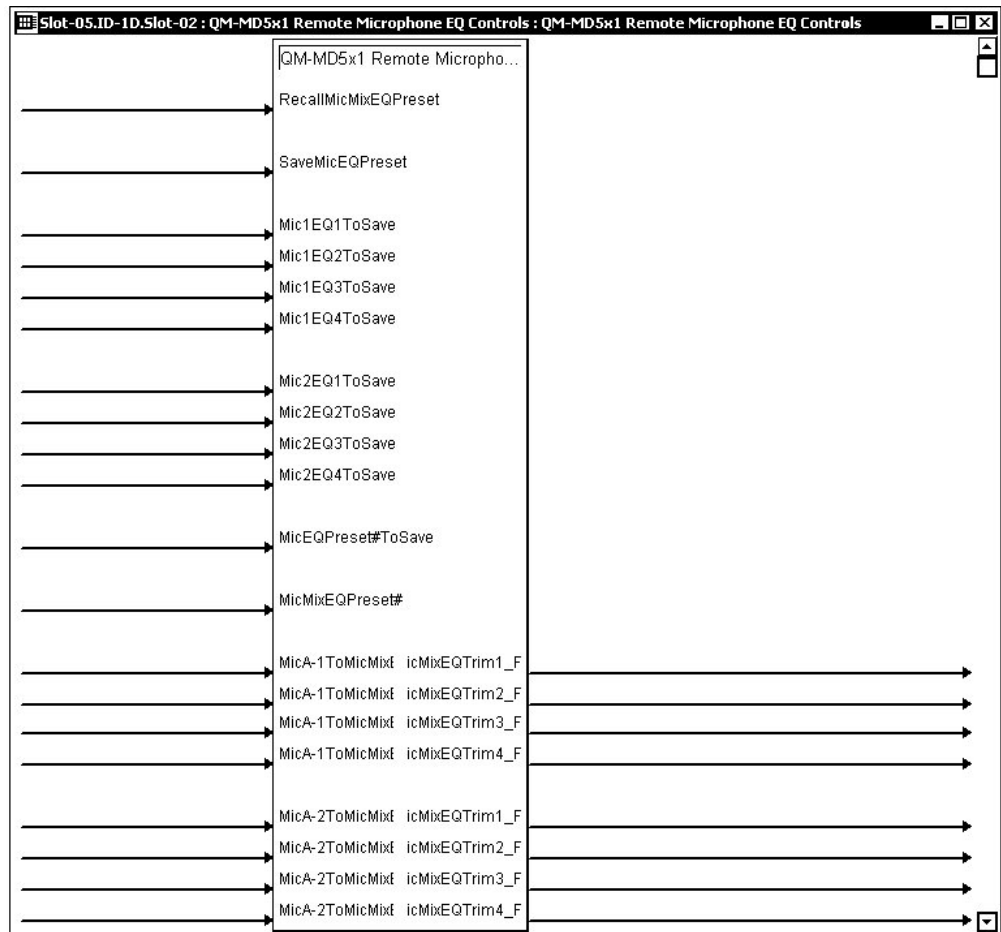 Slot-05.ID-1D.Slot-02 : QM-MD5x1 Remote Microphone EQ Controls : QM-MD5x1 Remote Microphone EQ Controls
QM-MD5x1 Remote Micropho...
RecallMicMixEQPreset
SaveMicEQPreset
Mic1EQ1ToSave
Mic1EQ2ToSave
Mic1EQ3ToSave
Mic1EQ4ToSave
Mic2EQ1ToSave
Mic2EQ2ToSave
Mic2EQ3ToSave
Mic2EQ4ToSave
MicEQPreset#ToSave
MicMixEQPreset#
MicA-1ToMicMixE icMixEQTrim1_F
MicA-1ToMicMixE icMixEQTrim2_F
MicA-1ToMicMixE icMixEQTrim3_F
MicA-1ToMicMixE icMixEQTrim4_F
MicA-2ToMicMixE icMixEQTrim1_F
MicA-2ToMicMixE icMixEQTrim2_F
MicA-2ToMicMixE icMixEQTrim3_F
MicA-2ToMicMixE icMixEQTrim4_F